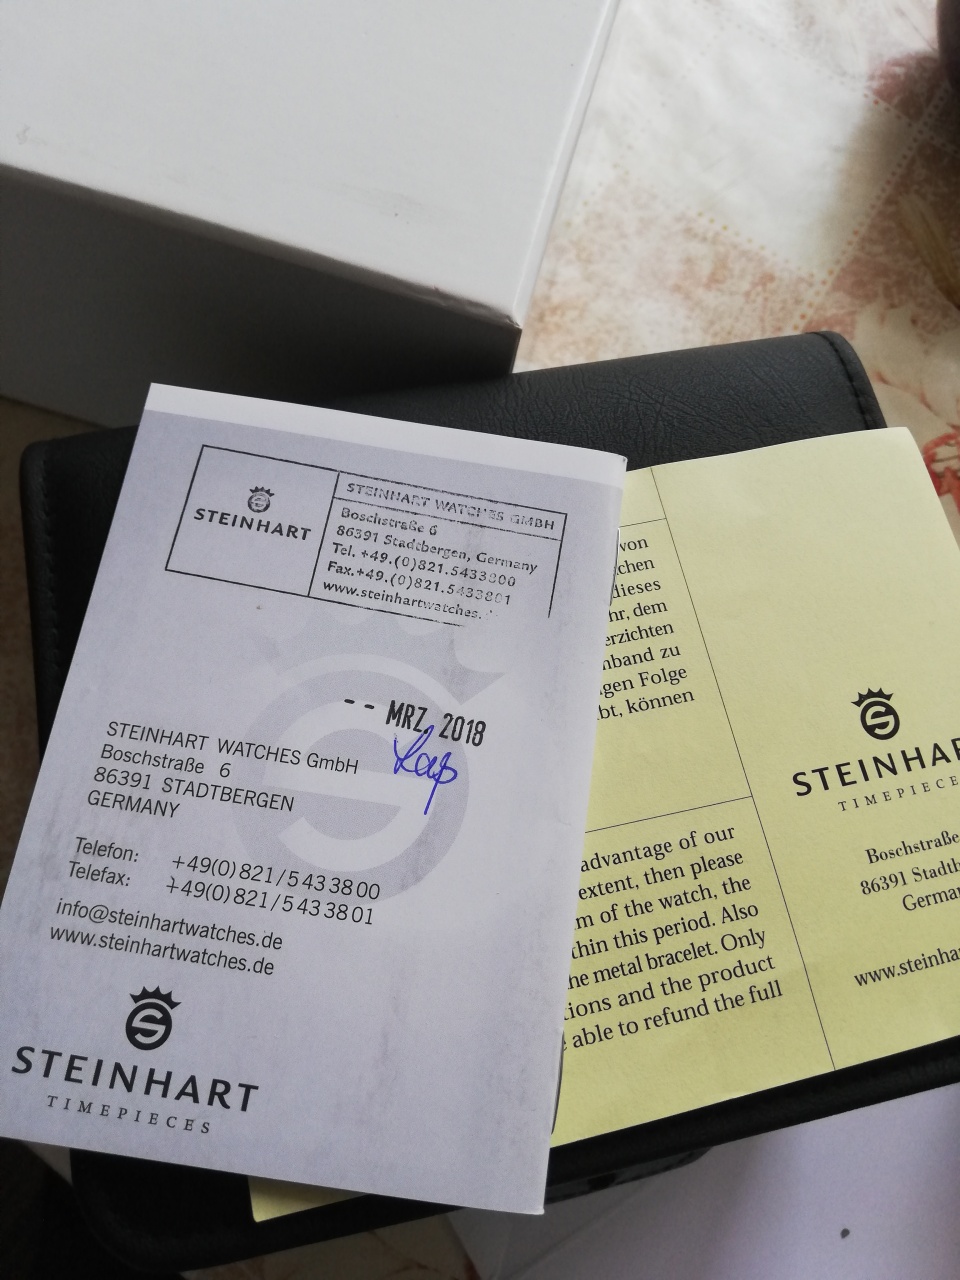 STEINHART
STEINHART WATCHES GMBH
Boschstraße 6
86391 Stadtbergen, Germany
Tel. +49.(0)821.5433800
Fax.+49.(0)821.5433801
www.steinhartwatches.
-- MRZ. 2018
STEINHART WATCHES GmbH
Boschstraße 6
86391 STADTBERGEN
GERMANY
Telefon: +49(0)821/5433800
Telefax: +49(0)821/5433801
info@steinhartwatches.de
www.steinhartwatches.de
STEINHART
TIMEPIECES
von
chen
dieses
hr, dem
erzichten
nband zu
gen Folge
bt, können
advantage of our
extent, then please
m of the watch, the
thin this period. Also
he metal bracelet. Only
tions and the product
able to refund the full
STEINHAR
TIMEPIECE
Boschstraße
86391 Stadtb
Germa
www.steinha